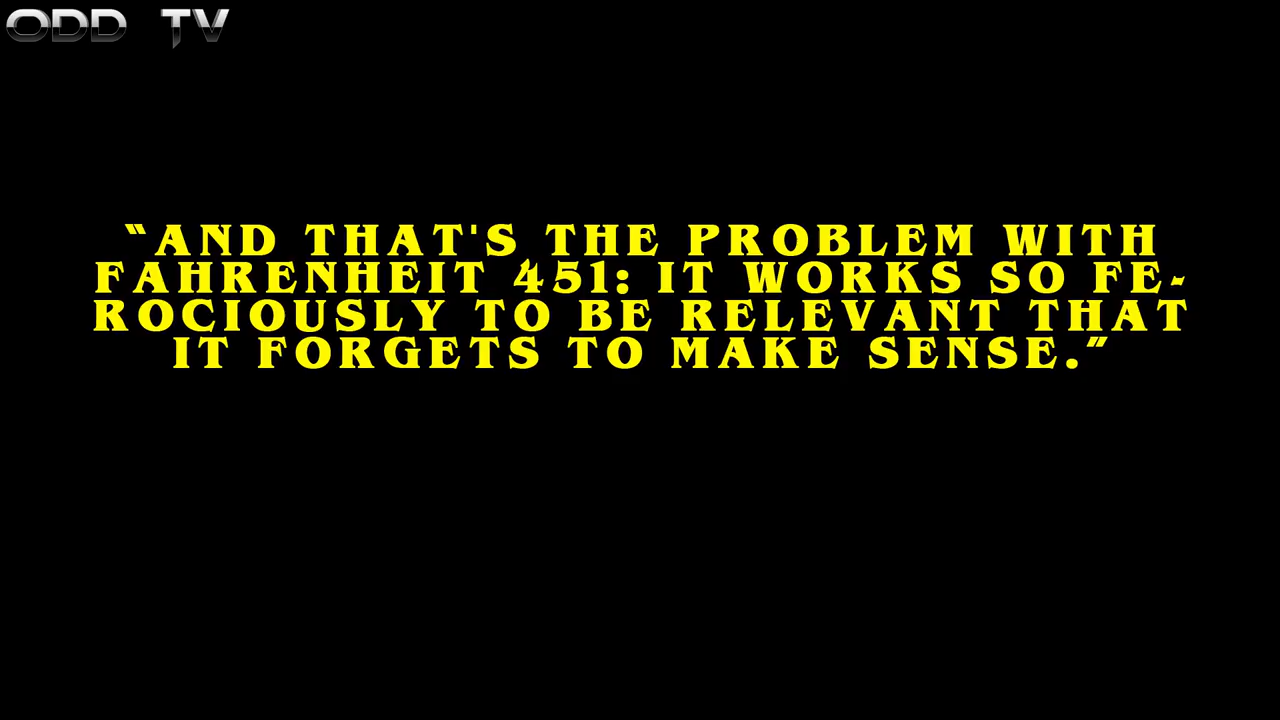 ODD TV
“AND THAT'S THE PROBLEM WITH
FAHRENHEIT 451: IT WORKS SO FE-
ROCIOUSLY TO BE RELEVANT THAT
IT FORGETS TO MAKE SENSE.”